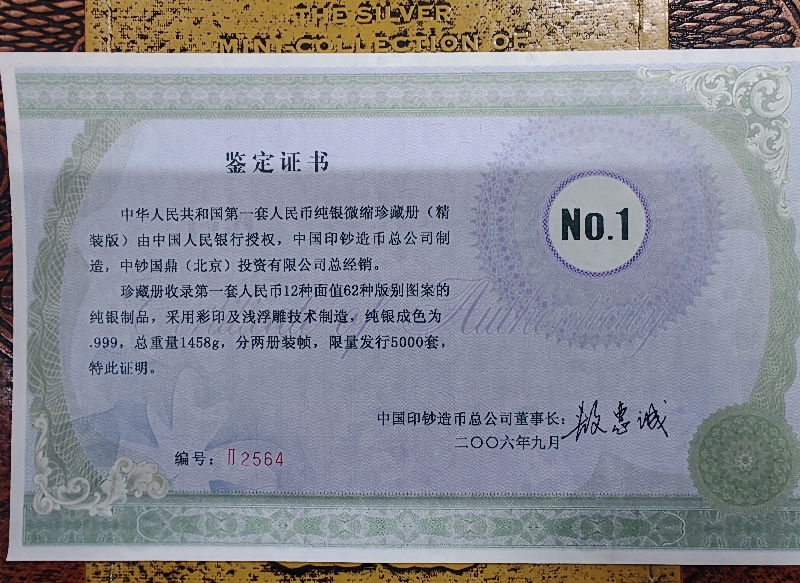 THE SILVER
MINT COLLECTION OF
鉴定证书
No.1
中华人民共和国第一套人民币纯银微缩珍藏册（精
装版）由中国人民银行授权，中国印钞造币总公司制
造，中钞国鼎（北京）投资有限公司总经销。
珍藏册收录第一套人民币12种面值62种版别图案的
纯银制品，采用彩印及浅浮雕技术制造，纯银成色为
.999，总重量1458g，分两册装帧，限量发行5000套，
特此证明。
of Authenticity
中国印钞造币总公司董事长：
二〇〇六年九月
编号：
2564